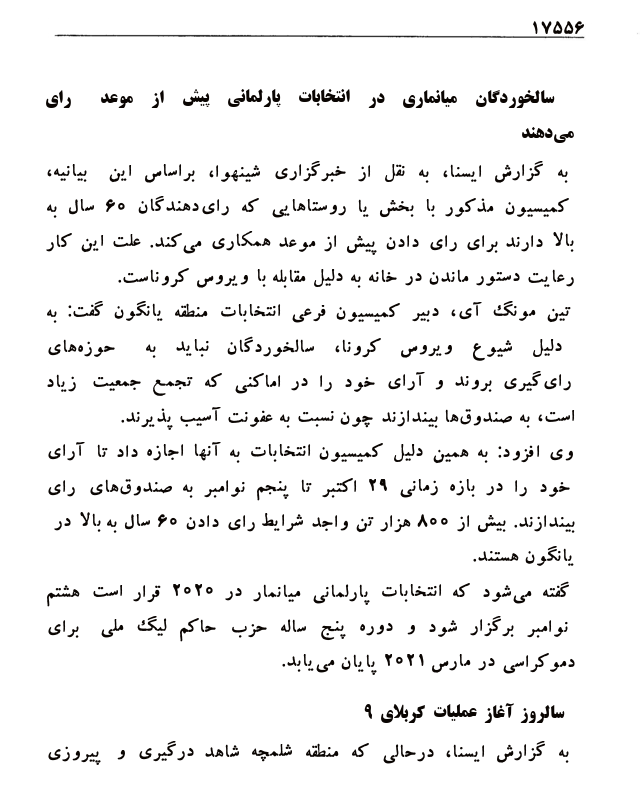 ۱۷۵۵۶
سالخوردگان میانماری در انتخابات پارلمانی پیش از موعد رای
می‌دهند
به گزارش ایسنا، به نقل از خبرگزاری شینهوا، براساس این بیانیه،
کمیسیون مذکور با بخش یا روستاهایی که رای‌دهندگان ۶۰ سال به
بالا دارند برای رای دادن پیش از موعد همکاری می‌کند. علت این کار
رعایت دستور ماندن در خانه به دلیل مقابله با ویروس کروناست.
تین مونگ آی، دبیر کمیسیون فرعی انتخابات منطقه یانگون گفت: به
دلیل شیوع ویروس کرونا، سالخوردگان نباید به حوزه‌های
رای‌گیری بروند و آرای خود را در اماکنی که تجمع جمعیت زیاد
است، به صندوق‌ها بیندازند چون نسبت به عفونت آسیب پذیرند.
وی افزود: به همین دلیل کمیسیون انتخابات به آنها اجازه داد تا آرای
خود را در بازه زمانی ۲۹ اکتبر تا پنجم نوامبر به صندوق‌های رای
بیندازند. بیش از ۸۰۰ هزار تن واجد شرایط رای دادن ۶۰ سال به بالا در
یانگون هستند.
گفته می‌شود که انتخابات پارلمانی میانمار در ۲۰۲۰ قرار است هشتم
نوامبر برگزار شود و دوره پنج ساله حزب حاکم لیگ ملی برای
دموکراسی در مارس ۲۰۲۱ پایان می‌یابد.
سالروز آغاز عملیات کربلای ۹
به گزارش ایسنا، درحالی که منطقه شلمچه شاهد درگیری و پیروزی